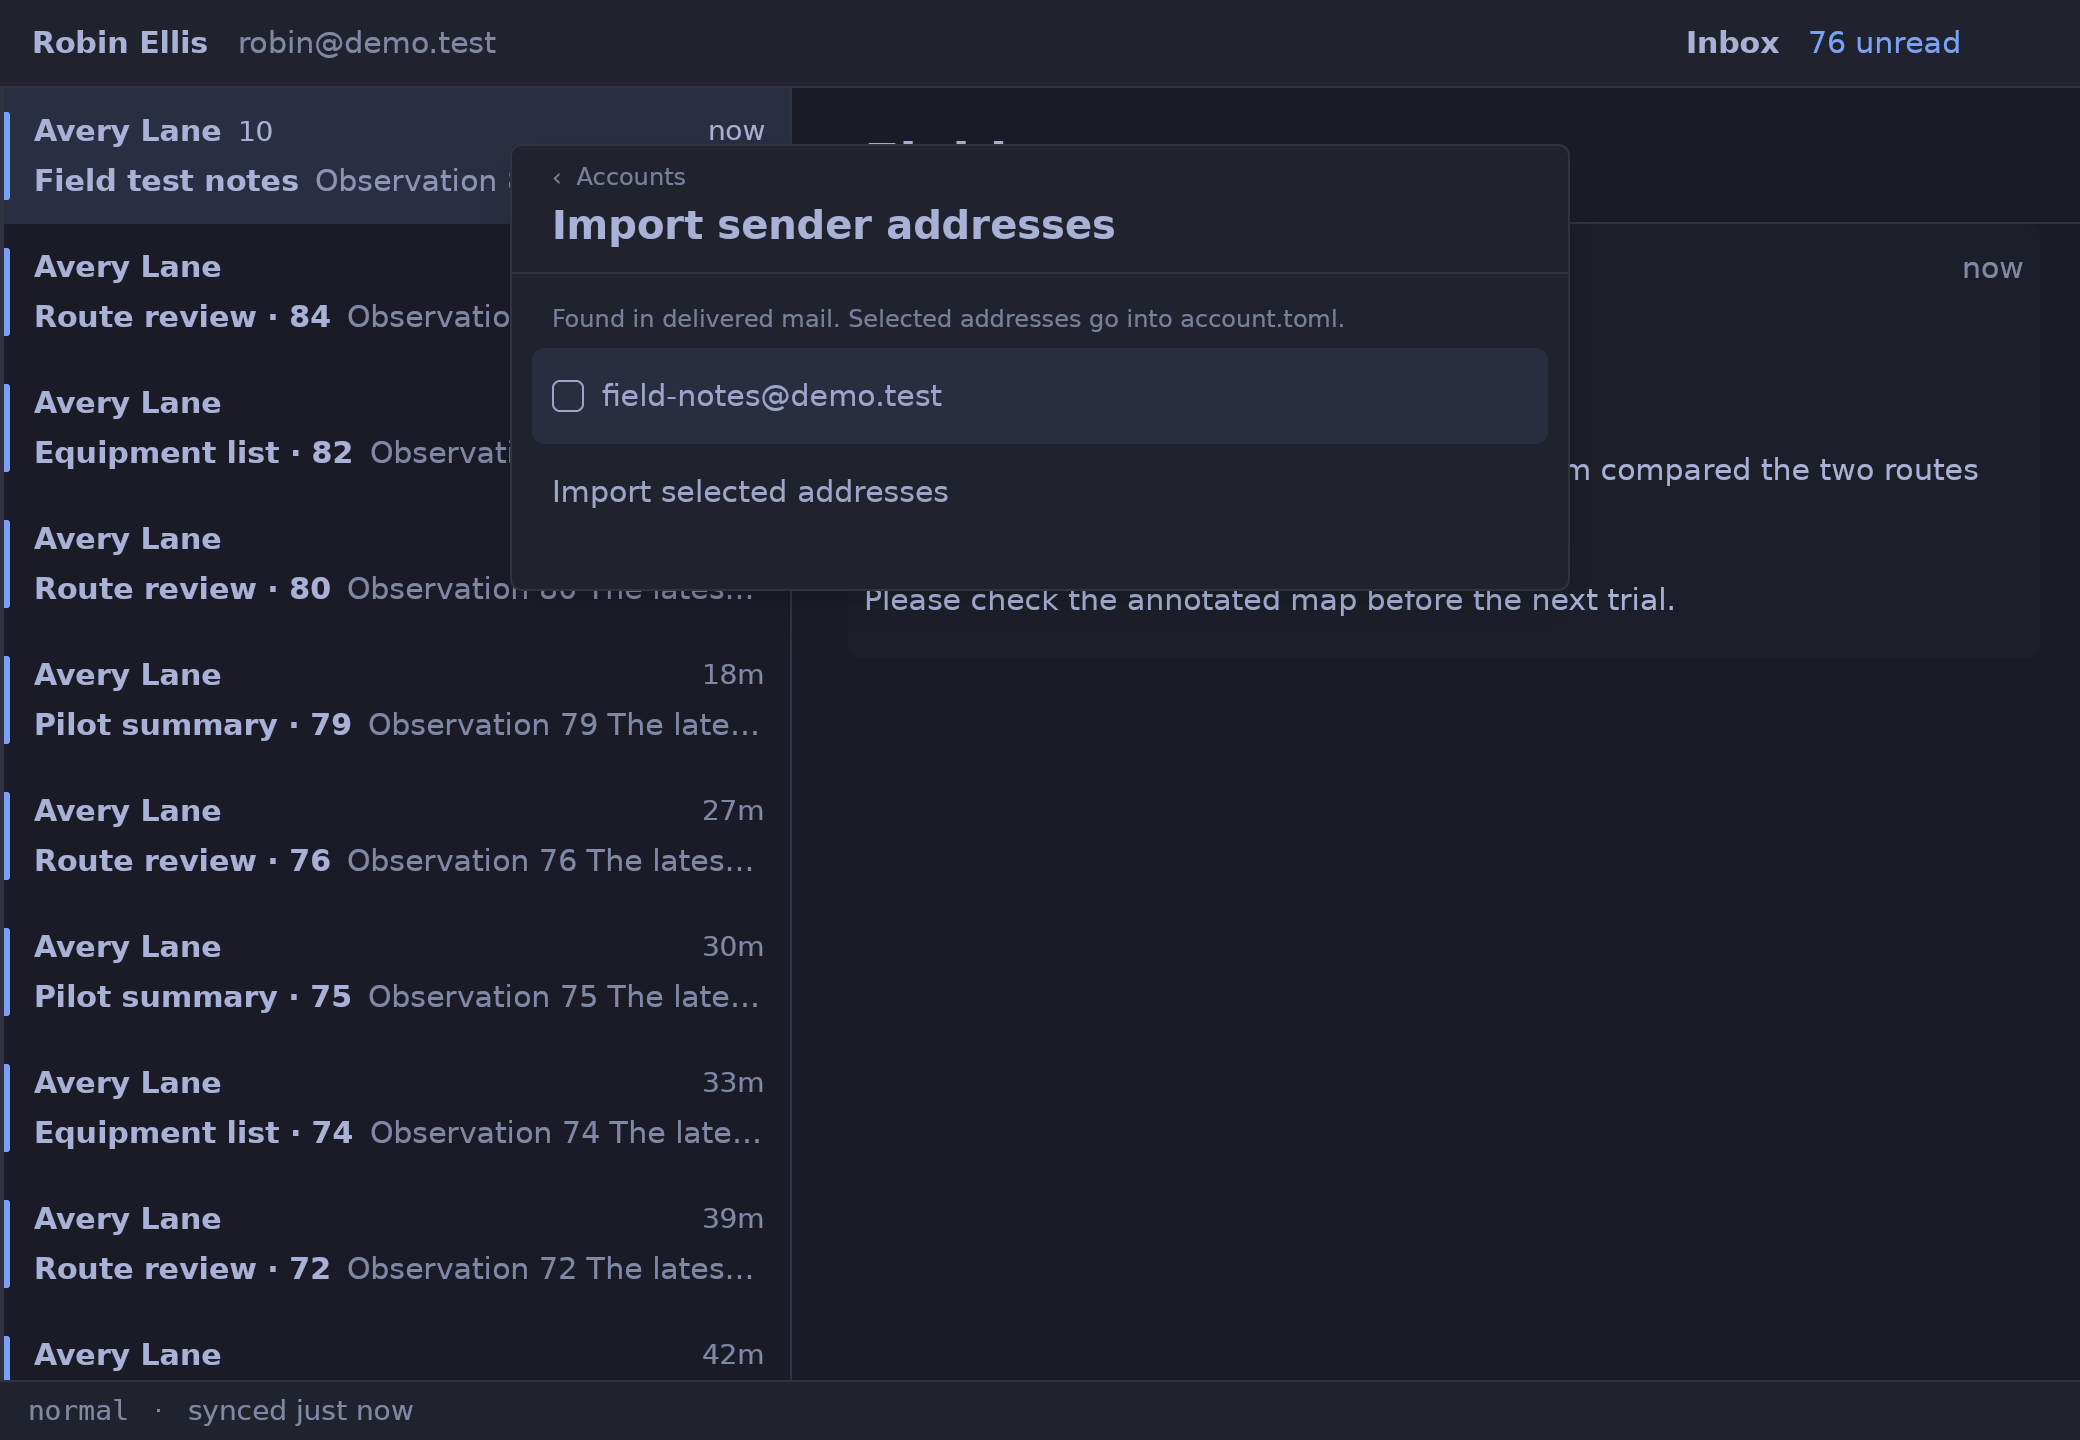 Robin Ellis robin@demo.test
Inbox 76 unread
Avery Lane 10 now
Field test notes Observation
Avery Lane
Route review · 84 Observatio
Avery Lane
Equipment list · 82 Observati
Avery Lane
Route review · 80 Observation 80 The lates…
Avery Lane 18m
Pilot summary · 79 Observation 79 The late…
Avery Lane 27m
Route review · 76 Observation 76 The lates…
Avery Lane 30m
Pilot summary · 75 Observation 75 The late…
Avery Lane 33m
Equipment list · 74 Observation 74 The late…
Avery Lane 39m
Route review · 72 Observation 72 The lates…
Avery Lane 42m
‹ Accounts
Import sender addresses
Found in delivered mail. Selected addresses go into account.toml.
field-notes@demo.test
Import selected addresses
now
m compared the two routes
Please check the annotated map before the next trial.
normal · synced just now